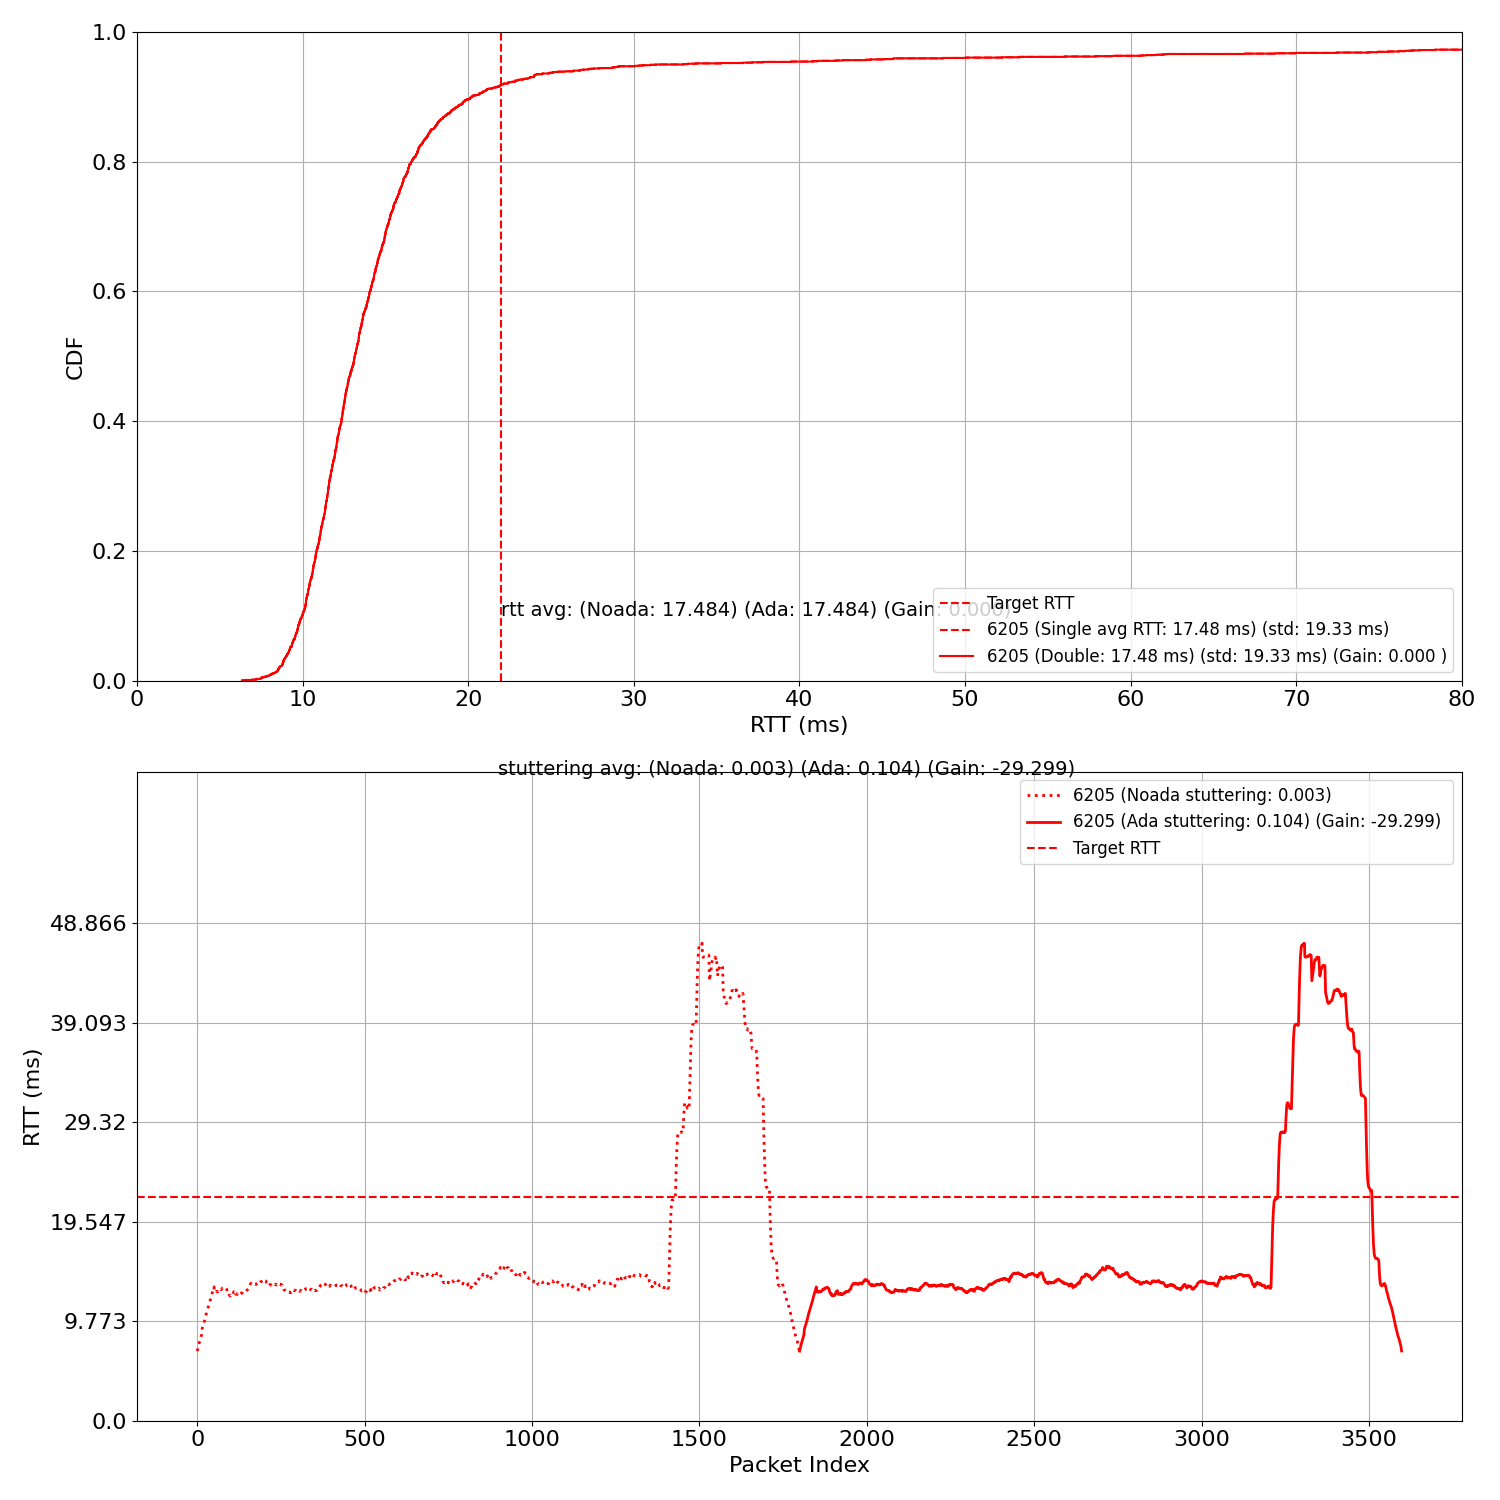 1.0
0.8
0.6
0.4
0.2
0.0
CDF
rtt avg: (Noada: 17.484) (Ada: 17.484) (Gain: 0.000)
Target RTT
6205 (Single avg RTT: 17.48 ms) (std: 19.33 ms)
6205 (Double: 17.48 ms) (std: 19.33 ms) (Gain: 0.000 )
0 10 20 30 40 50 60 70 80
RTT (ms)
stuttering avg: (Noada: 0.003) (Ada: 0.104) (Gain: -29.299)
6205 (Noada stuttering: 0.003)
6205 (Ada stuttering: 0.104) (Gain: -29.299)
Target RTT
48.866
39.093
29.32
19.547
9.773
0.0
RTT (ms)
0 500 1000 1500 2000 2500 3000 3500
Packet Index